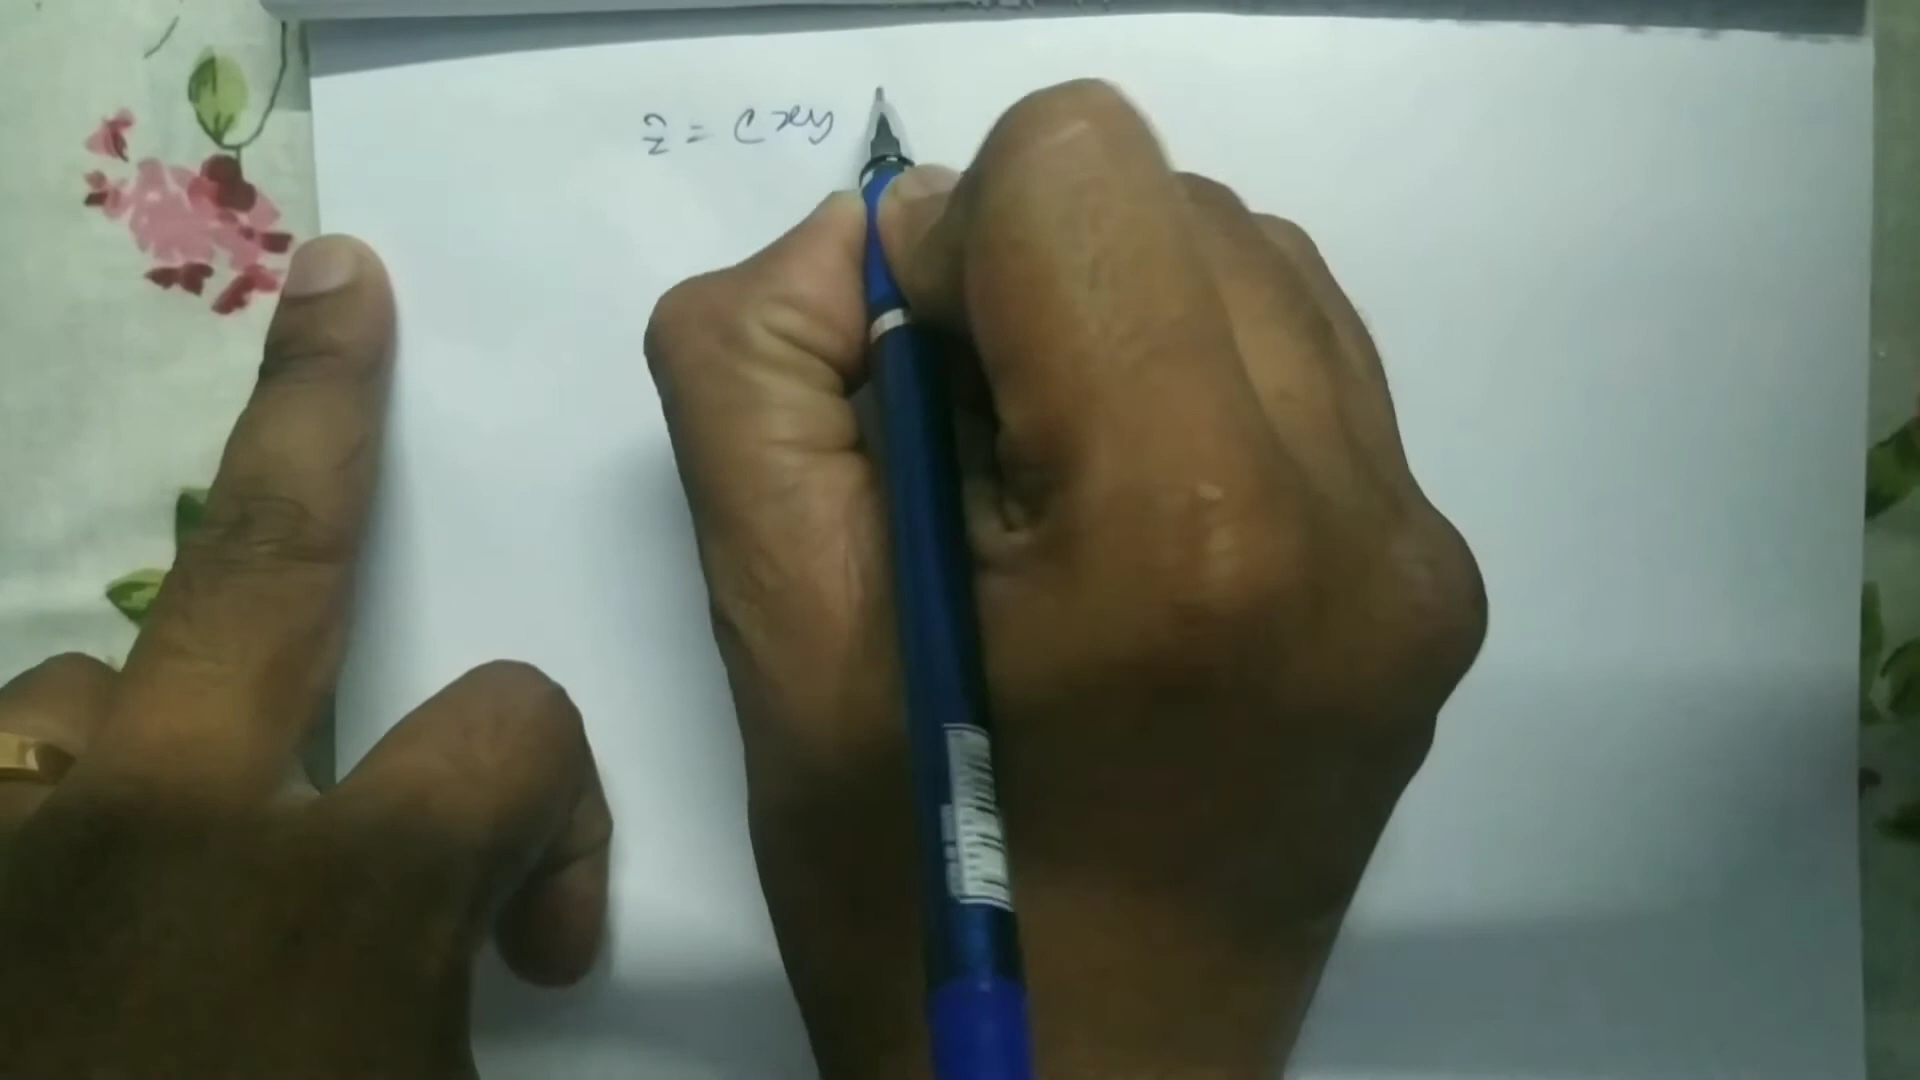 z = cxy